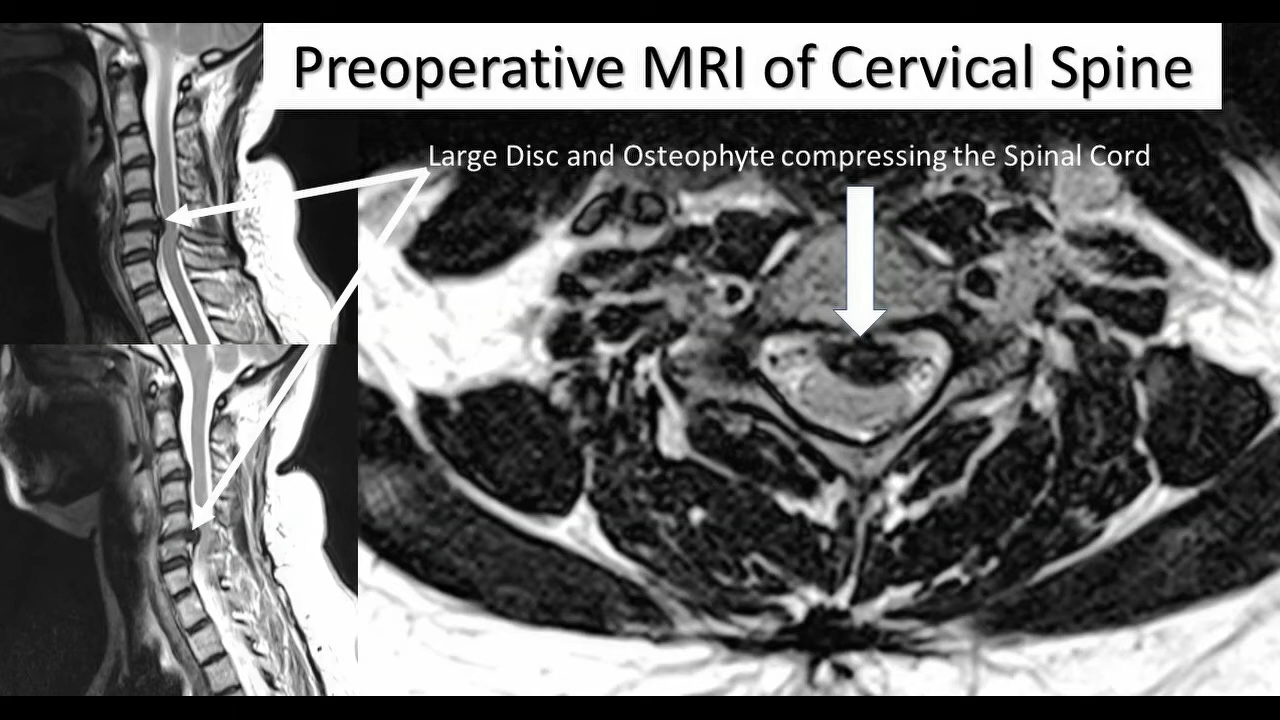 Preoperative MRI of Cervical Spine
Large Disc and Osteophyte compressing the Spinal Cord